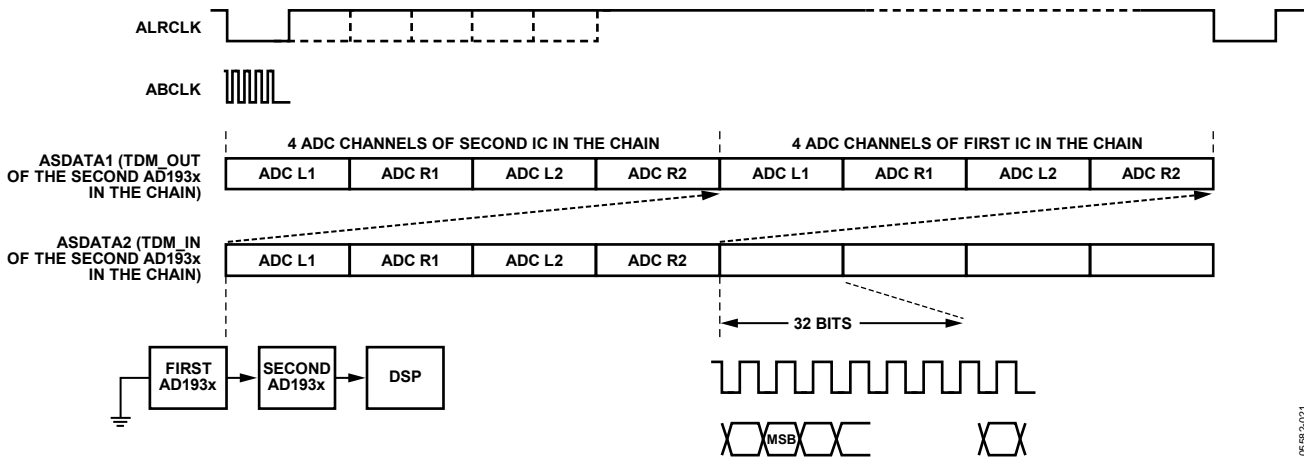 ALRCLK
ABCLK
4 ADC CHANNELS OF SECOND IC IN THE CHAIN
4 ADC CHANNELS OF FIRST IC IN THE CHAIN
ASDATA1 (TDM_OUT
OF THE SECOND AD193x
IN THE CHAIN)
ADC L1
ADC R1
ADC L2
ADC R2
ADC L1
ADC R1
ADC L2
ADC R2
ASDATA2 (TDM_IN
OF THE SECOND AD193x
IN THE CHAIN)
ADC L1
ADC R1
ADC L2
ADC R2
32 BITS
FIRST
AD193x
SECOND
AD193x
DSP
MSB
05582-021